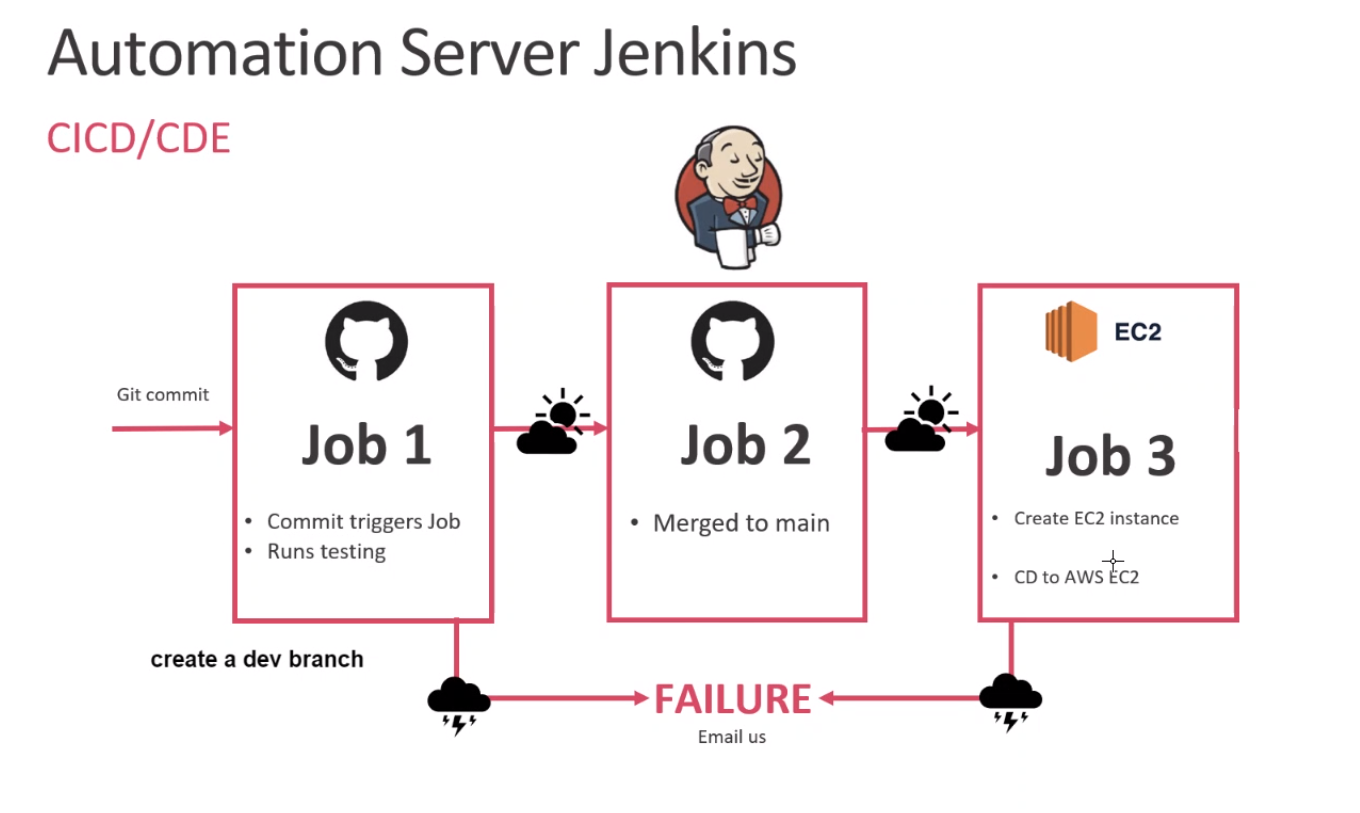 Automation Server Jenkins
CICD/CDE
Git commit
Job 1
• Commit triggers Job
• Runs testing
Job 2
• Merged to main
EC2
Job 3
• Create EC2 instance
• CD to AWS EC2
create a dev branch
FAILURE
Email us